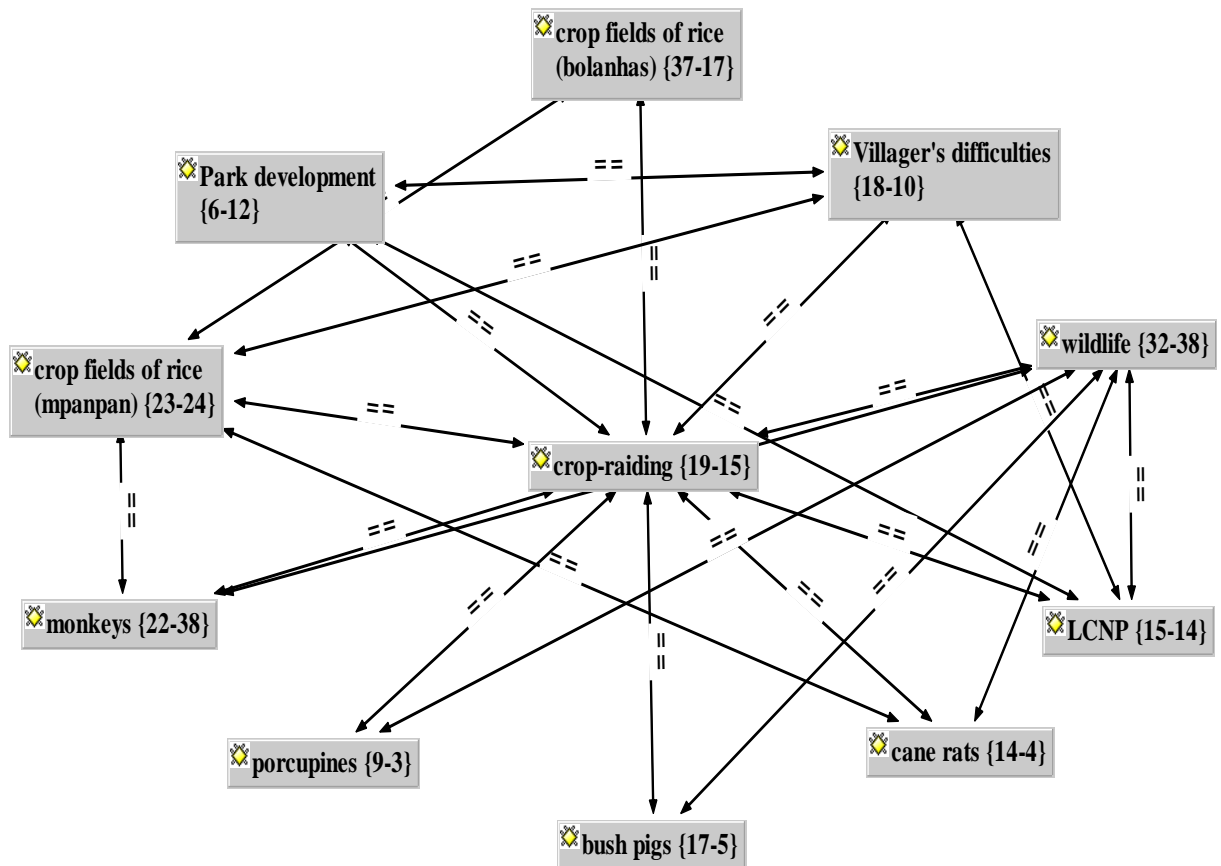 crop fields of rice
(bolanhas) {37-17}
Villager's difficulties
{18-10}
Park development
{6-12}
==
==
==
==
==
wildlife {32-38}
crop fields of rice
(mpanpan) {23-24}
==
==
==
==
==
crop-raiding {19-15}
==
==
==
==
==
==
==
==
==
monkeys {22-38}
LCNP {15-14}
==
porcupines {9-3}
cane rats {14-4}
bush pigs {17-5}